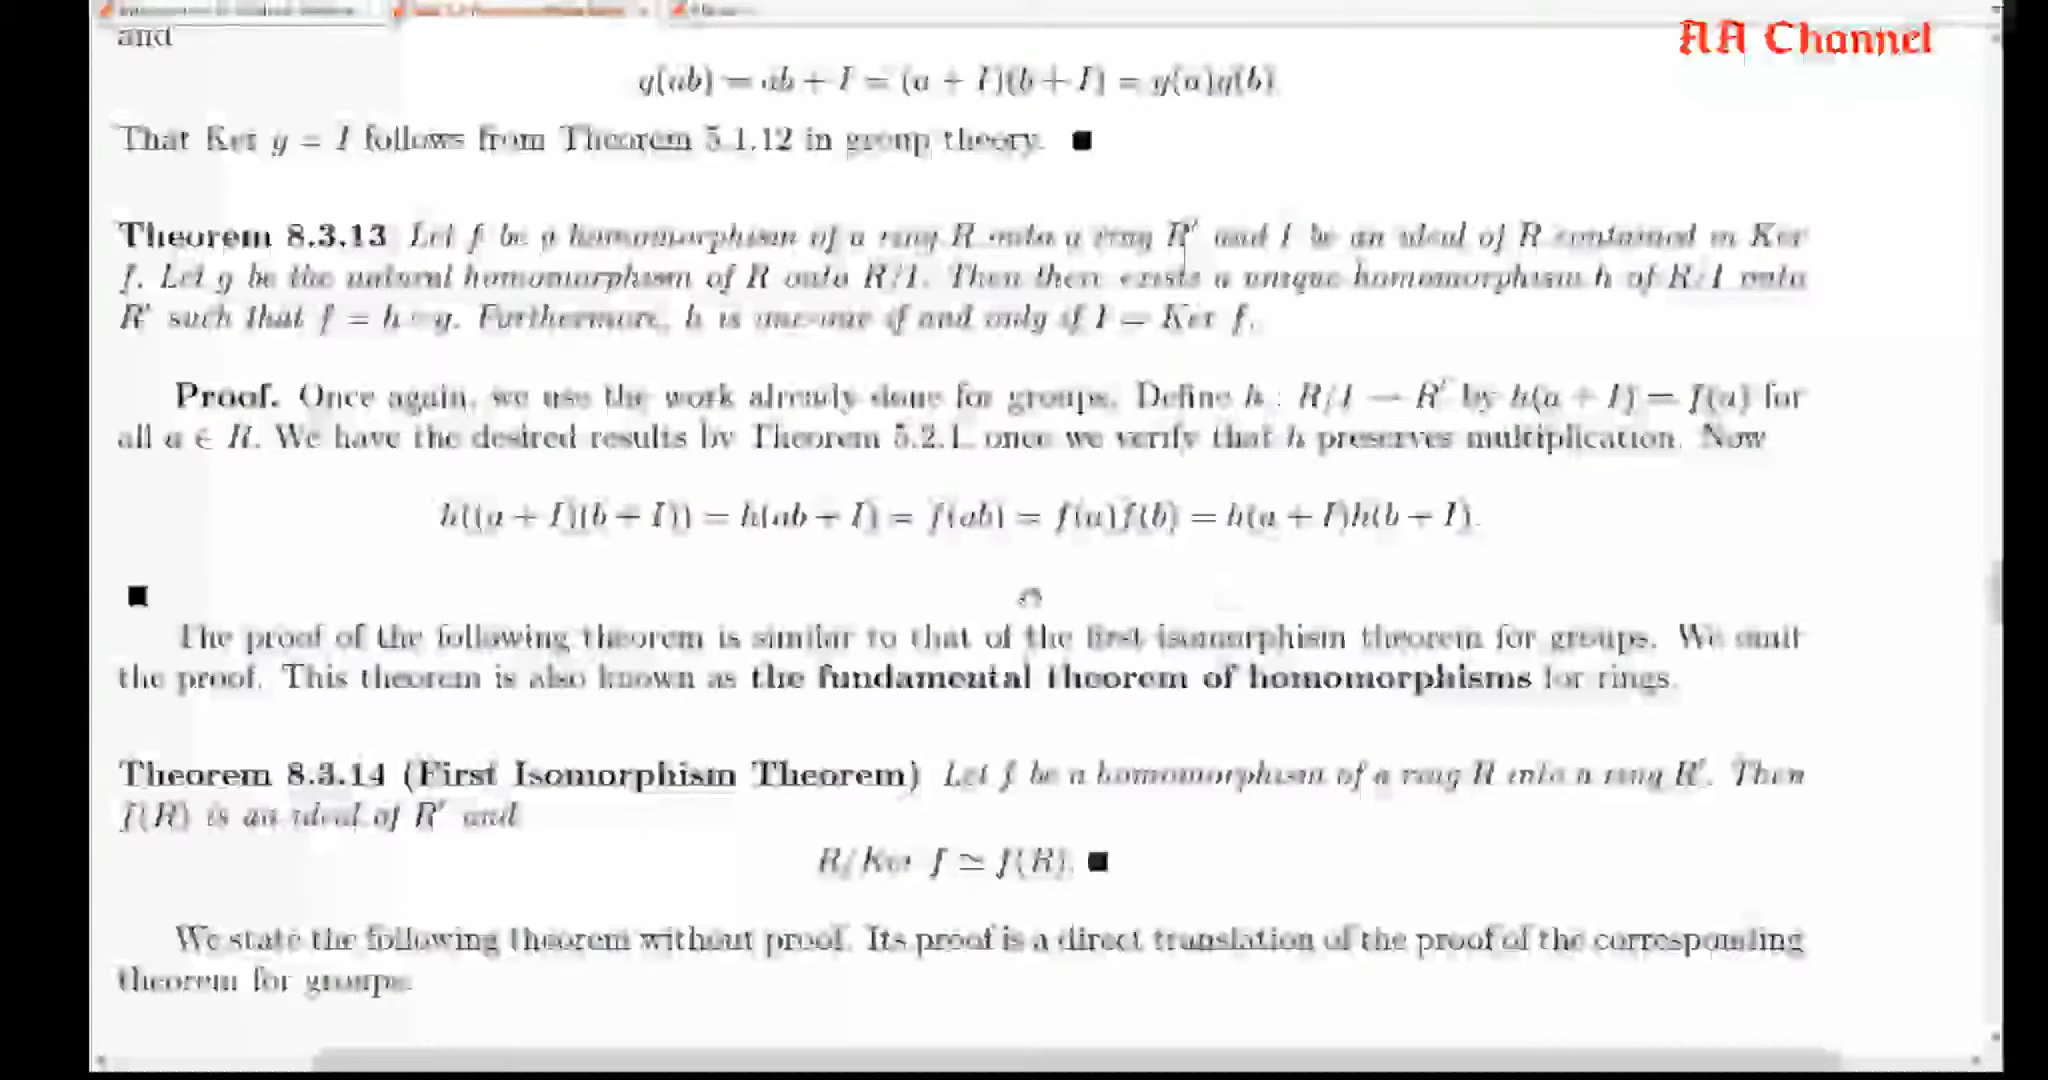 AA Channel
and
g(ab) = ab + I = (a + I)(b + I) = g(a)g(b)
That Ker g = I follows from Theorem 5.1.12 in group theory. ■
Theorem 8.3.13 Let f be a homomorphism of a ring R onto a ring R′ and I be an ideal of R contained in Ker
f. Let g be the natural homomorphism of R onto R/I. Then there exists a unique homomorphism h of R/I onto
R′ such that f = h ∘ g. Furthermore, h is one-one if and only if I = Ker f.
Proof. Once again, we use the work already done for groups. Define h : R/I → R′ by h(a + I) = f(a) for
all a ∈ R. We have the desired results by Theorem 5.2.1, once we verify that h preserves multiplication. Now
h((a + I)(b + I)) = h(ab + I) = f(ab) = f(a)f(b) = h(a + I)h(b + I).
■
The proof of the following theorem is similar to that of the first isomorphism theorem for groups. We omit
the proof. This theorem is also known as the fundamental theorem of homomorphisms for rings.
Theorem 8.3.14 (First Isomorphism Theorem) Let f be a homomorphism of a ring R into a ring R′. Then
f(R) is an ideal of R′ and
R/Ker f ≃ f(R). ■
We state the following theorem without proof. Its proof is a direct translation of the proof of the corresponding
theorem for groups.